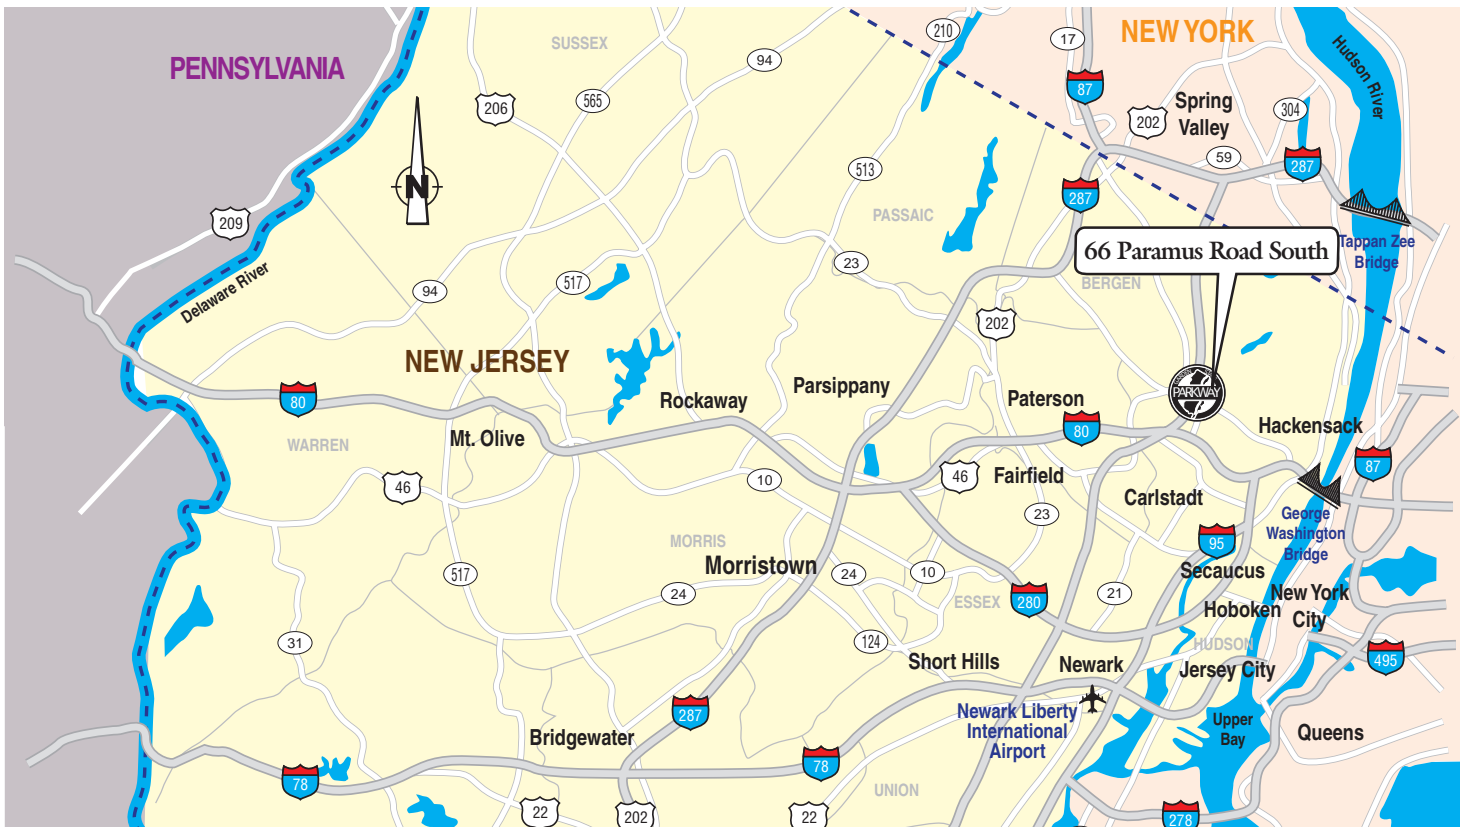 PENNSYLVANIA
SUSSEX
94
210
17
NEW YORK
Hudson River
206
565
87
202
Spring
Valley
304
N
513
59
287
287
PASSAIC
209
Tappan Zee
Bridge
66 Paramus Road South
Delaware River
23
BERGEN
94
517
202
NEW JERSEY
80
Rockaway
Parsippany
Paterson
PARKWAY
WARREN
Mt. Olive
80
Hackensack
46
10
46
Fairfield
87
Carlstadt
23
George
Washington
Bridge
MORRIS
95
Morristown
517
24
24
10
Secaucus
ESSEX
280
21
New York
City
Hoboken
31
124
HUDSON
Short Hills
Newark
Jersey City
495
287
Newark Liberty
International
Airport
Upper
Bay
Queens
Bridgewater
78
78
UNION
22
202
22
278